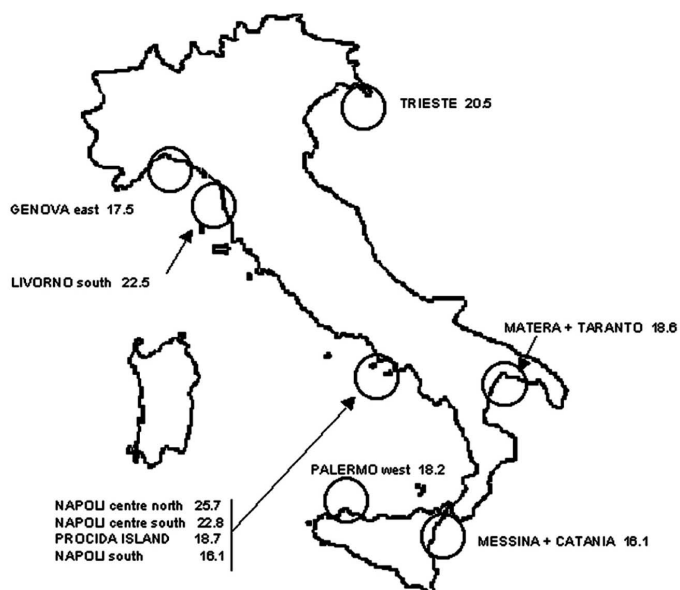 TRIESTE 20.5
GENOVA east 17.5
LIVORNO south 22.5
MATERA + TARANTO 18.6
PALERMO west 18.2
NAPOLI centre north 25.7
NAPOLI centre south 22.8
PROCIDA ISLAND 18.7
NAPOLI south 16.1
MESSINA + CATANIA 16.1